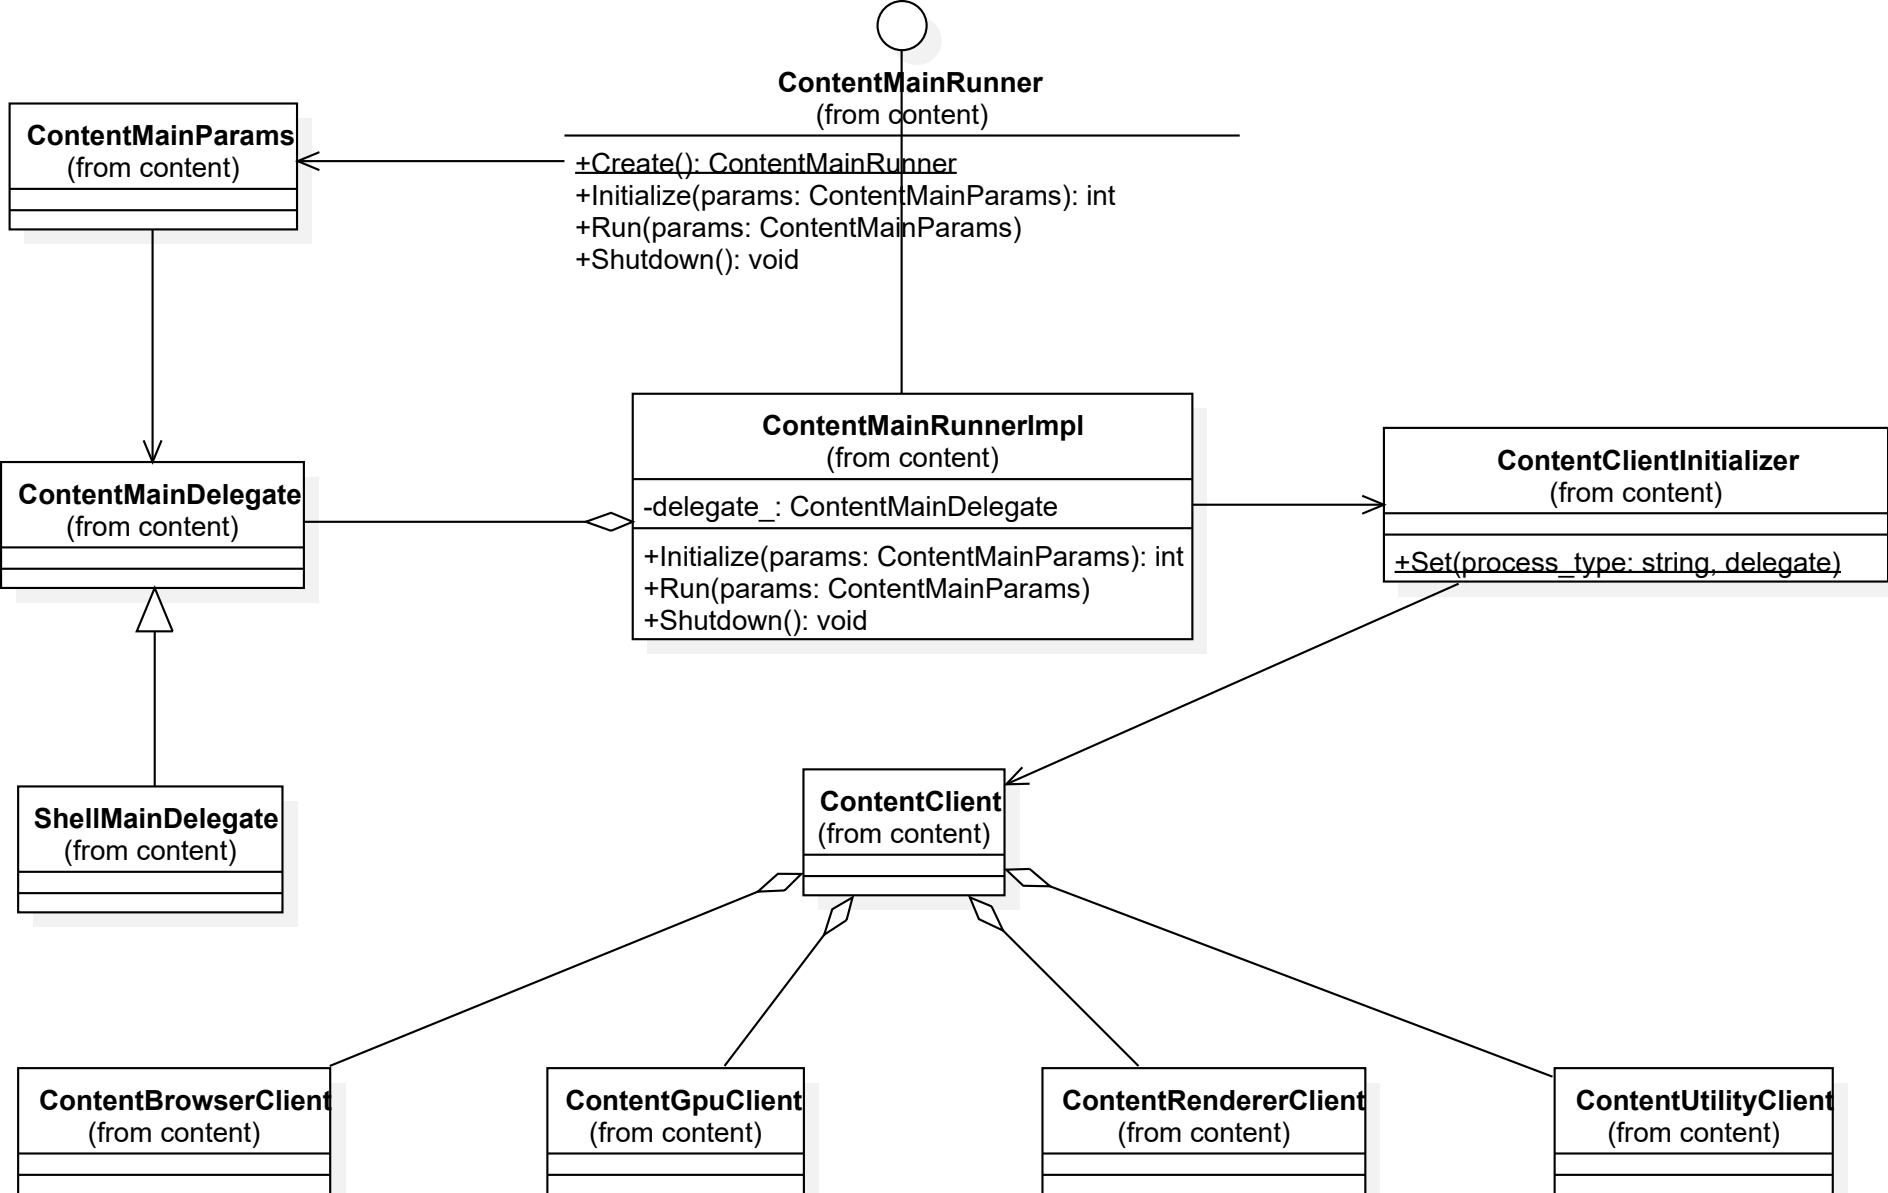 ContentMainRunner
(from content)
+Create(): ContentMainRunner
+Initialize(params: ContentMainParams): int
+Run(params: ContentMainParams)
+Shutdown(): void
ContentMainParams
(from content)
ContentMainDelegate
(from content)
ContentMainRunnerImpl
(from content)
-delegate_: ContentMainDelegate
+Initialize(params: ContentMainParams): int
+Run(params: ContentMainParams)
+Shutdown(): void
ContentClientInitializer
(from content)
+Set(process_type: string, delegate)
ShellMainDelegate
(from content)
ContentClient
(from content)
ContentBrowserClient
(from content)
ContentGpuClient
(from content)
ContentRendererClient
(from content)
ContentUtilityClient
(from content)